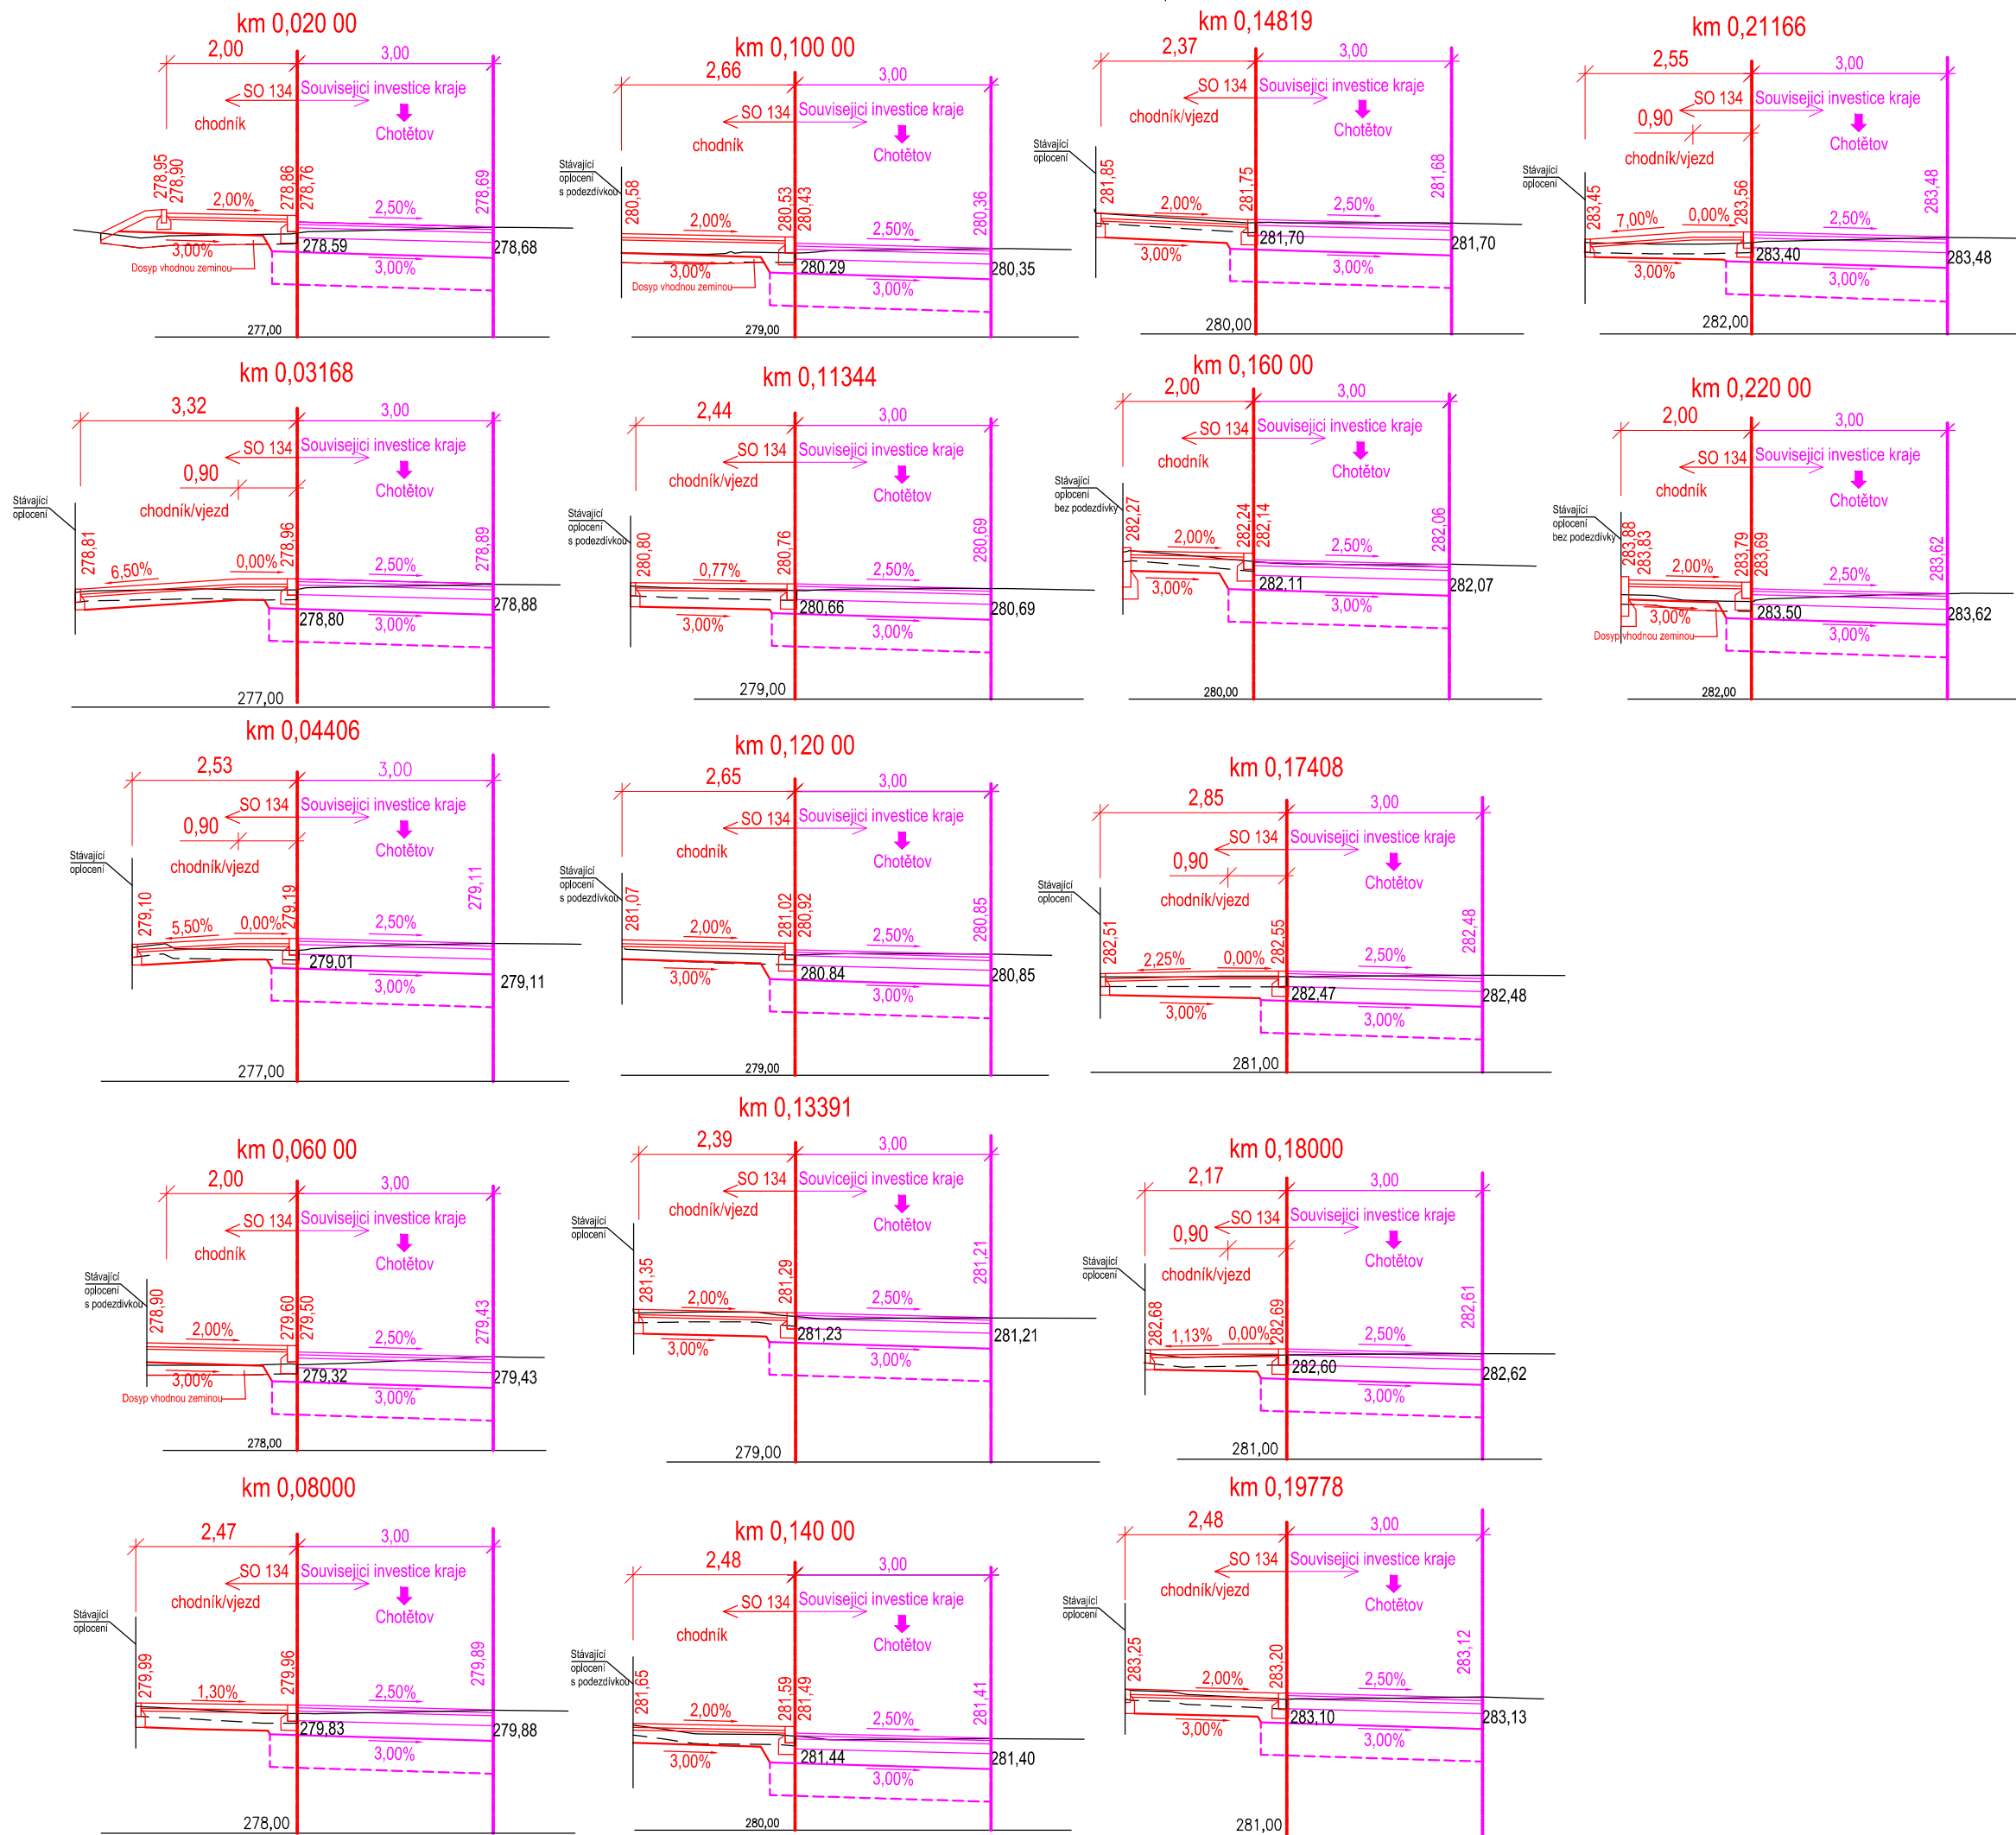 km 0,020 00
2,00
3,00
SO 134
Souvisejici investice kraje
chodník
Chotětov
278,95
278,90
278,86
278,76
278,69
2,00%
2,50%
3,00%
278,59
278,68
Dosyp vhodnou zeminou
3,00%
277,00
km 0,03168
3,32
3,00
SO 134
Souvisejici investice kraje
0,90
Chotětov
Stávající
oplocení
chodník/vjezd
278,81
278,96
278,89
6,50%
0,00%
2,50%
278,80
3,00%
278,88
277,00
km 0,04406
2,53
3,00
SO 134
Souvisejici investice kraje
0,90
Chotětov
Stávající
oplocení
chodník/vjezd
279,10
279,19
279,11
5,50%
0,00%
2,50%
279,01
3,00%
279,11
277,00
km 0,060 00
2,00
3,00
SO 134
Souvisejici investice kraje
chodník
Chotětov
Stávající
oplocení
s podezdívkou
278,90
279,60
279,50
279,43
2,00%
2,50%
3,00%
279,32
279,43
Dosyp vhodnou zeminou
3,00%
278,00
km 0,08000
2,47
3,00
SO 134
Souvisejici investice kraje
chodník/vjezd
Chotětov
Stávající
oplocení
279,99
279,96
279,89
1,30%
2,50%
279,83
279,88
3,00%
278,00
km 0,100 00
2,66
3,00
SO 134
Souvisejici investice kraje
chodník
Chotětov
Stávající
oplocení
s podezdívkou
280,58
280,53
280,43
280,36
2,00%
2,50%
3,00%
280,29
280,35
Dosyp vhodnou zeminou
3,00%
279,00
km 0,11344
2,44
3,00
SO 134
Souvisejici investice kraje
chodník/vjezd
Chotětov
Stávající
oplocení
s podezdívkou
280,80
280,76
280,69
0,77%
2,50%
280,66
280,69
3,00%
3,00%
279,00
km 0,120 00
2,65
3,00
SO 134
Souvisejici investice kraje
chodník
Chotětov
Stávající
oplocení
s podezdívkou
281,07
281,02
280,92
280,85
2,00%
2,50%
3,00%
280,84
280,85
3,00%
279,00
km 0,13391
2,39
3,00
SO 134
Souvicejici investice kraje
chodník/vjezd
Chotětov
Stávající
oplocení
281,35
281,29
281,21
2,00%
2,50%
281,23
281,21
3,00%
3,00%
279,00
km 0,140 00
2,48
3,00
SO 134
Souvisejici investice kraje
chodník
Chotětov
Stávající
oplocení
s podezdívkou
281,65
281,59
281,49
281,41
2,00%
2,50%
3,00%
281,44
281,40
3,00%
280,00
km 0,14819
2,37
3,00
SO 134
Souvisejici investice kraje
chodník/vjezd
Chotětov
Stávající
oplocení
281,85
281,75
281,68
2,00%
2,50%
3,00%
281,70
281,70
3,00%
280,00
km 0,160 00
2,00
3,00
SO 134
Souvisejici investice kraje
chodník
Chotětov
Stávající
oplocení
bez podezdívky
282,27
282,24
282,14
282,06
2,00%
2,50%
3,00%
282,11
282,07
3,00%
280,00
km 0,17408
2,85
3,00
SO 134
Souvisejici investice kraje
0,90
Chotětov
Stávající
oplocení
chodník/vjezd
282,51
282,55
282,48
2,25%
0,00%
2,50%
282,47
282,48
3,00%
3,00%
281,00
km 0,18000
2,17
3,00
SO 134
Souvisejici investice kraje
0,90
Chotětov
Stávající
oplocení
chodník/vjezd
282,68
282,69
282,61
1,13%
0,00%
2,50%
282,60
282,62
3,00%
281,00
km 0,19778
2,48
3,00
SO 134
Souvisejici investice kraje
chodník/vjezd
Chotětov
Stávající
oplocení
283,25
283,20
283,12
2,00%
2,50%
283,10
283,13
3,00%
3,00%
281,00
km 0,21166
2,55
3,00
SO 134
Souvisejici investice kraje
0,90
Chotětov
Stávající
oplocení
chodník/vjezd
283,45
283,56
283,48
7,00%
0,00%
2,50%
283,40
283,48
3,00%
3,00%
282,00
km 0,220 00
2,00
3,00
SO 134
Souvisejici investice kraje
chodník
Chotětov
Stávající
oplocení
bez podezdívky
283,88
283,83
283,79
283,69
283,62
2,00%
2,50%
3,00%
283,50
283,62
Dosyp vhodnou zeminou
3,00%
282,00